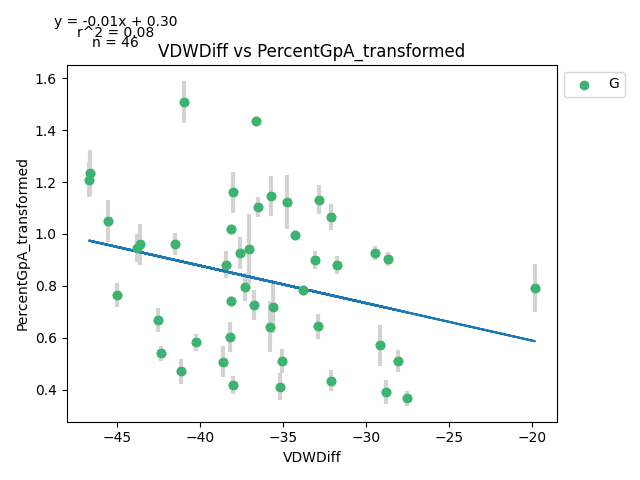 y = -0.01x + 0.30
r^2 = 0.08
n = 46
VDWDiff vs PercentGpA_transformed
G
1.6
1.4
1.2
1.0
0.8
0.6
0.4
PercentGpA_transformed
−45
−40
−35
−30
−25
−20
VDWDiff